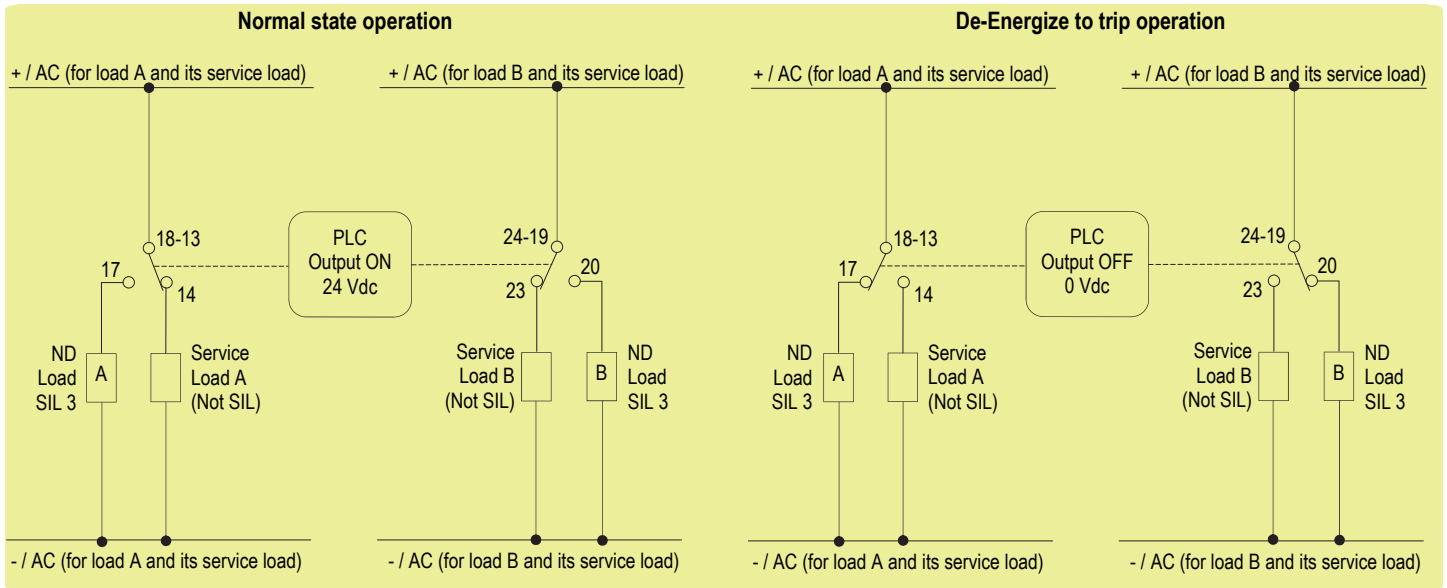 Normal state operation
+ / AC (for load A and its service load)
+ / AC (for load B and its service load)
18-13
17
14
PLC
Output ON
24 Vdc
24-19
20
23
ND
Load
SIL 3
A
Service
Load A
(Not SIL)
Service
Load B
(Not SIL)
B
ND
Load
SIL 3
- / AC (for load A and its service load)
- / AC (for load B and its service load)
De-Energize to trip operation
+ / AC (for load A and its service load)
+ / AC (for load B and its service load)
18-13
17
14
PLC
Output OFF
0 Vdc
24-19
20
23
ND
Load
SIL 3
A
Service
Load A
(Not SIL)
Service
Load B
(Not SIL)
B
ND
Load
SIL 3
- / AC (for load A and its service load)
- / AC (for load B and its service load)